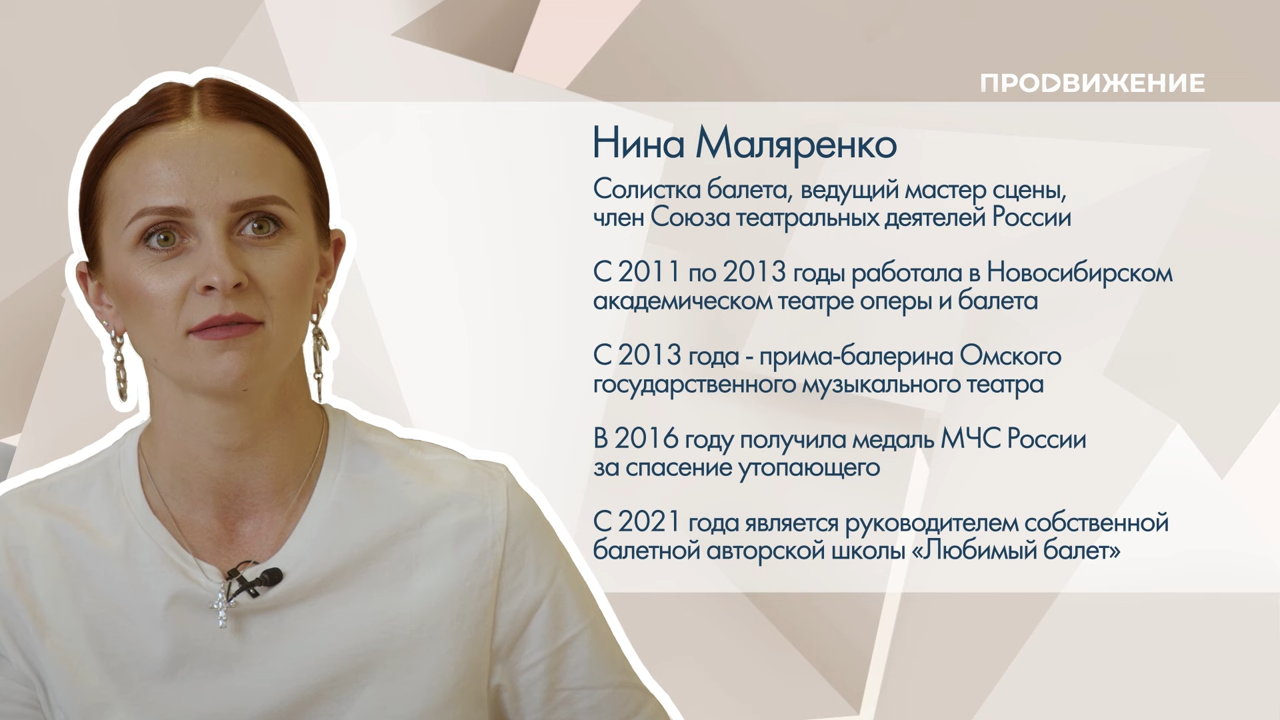 ПРОДВИЖЕНИЕ
Нина Маляренко
Солистка балета, ведущий мастер сцены,
член Союза театральных деятелей России
С 2011 по 2013 годы работала в Новосибирском
академическом театре оперы и балета
С 2013 года - прима-балерина Омского
государственного музыкального театра
В 2016 году получила медаль МЧС России
за спасение утопающего
С 2021 года является руководителем собственной
балетной авторской школы «Любимый балет»